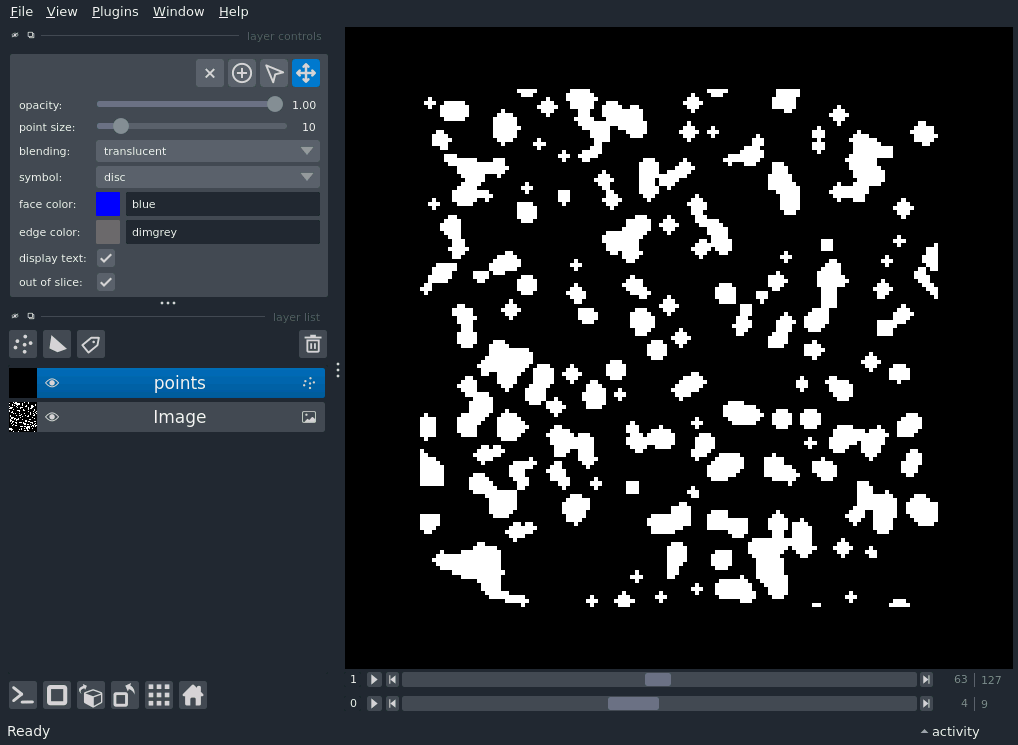 File View Plugins Window Help
layer controls
opacity: 1.00
point size: 10
blending: translucent
symbol: disc
face color: blue
edge color: dimgrey
display text:
out of slice:
layer list
points
Image
1 63 127
0 4 9
Ready activity